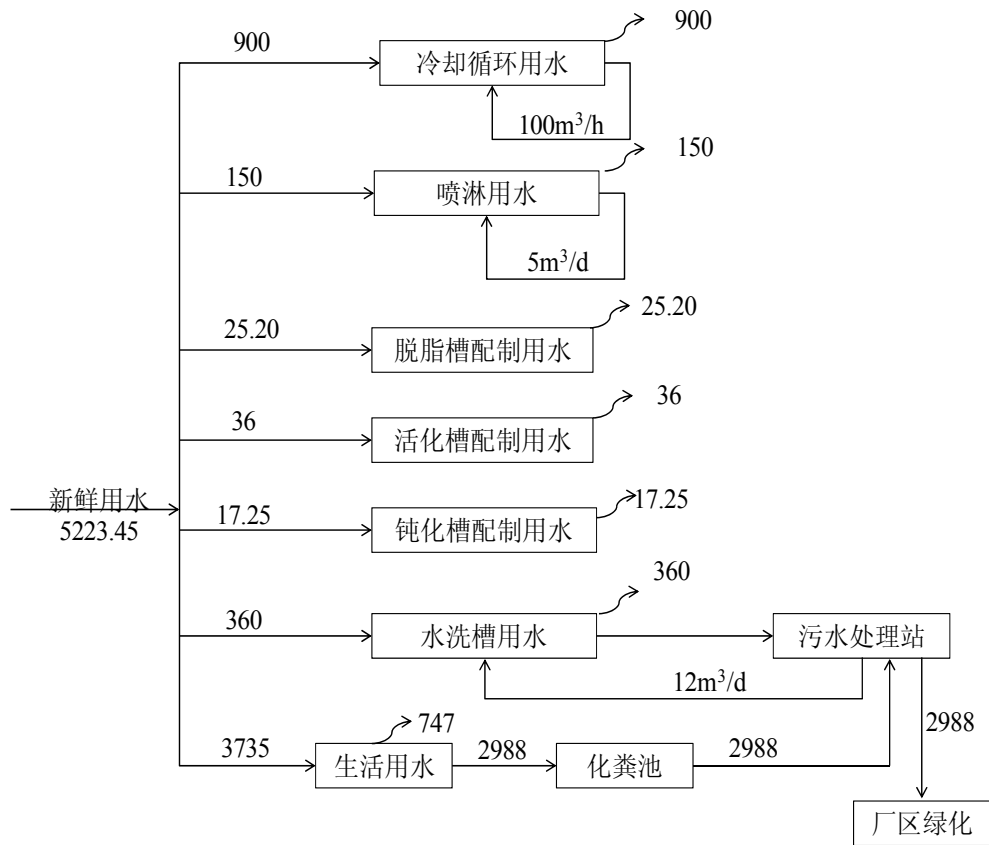 900
900
冷却循环用水
100m³/h
150
150
喷淋用水
5m³/d
25.20
25.20
脱脂槽配制用水
36
36
活化槽配制用水
新鲜用水
5223.45
17.25
17.25
钝化槽配制用水
360
360
水洗槽用水
污水处理站
12m³/d
2988
747
3735
生活用水
2988
化粪池
2988
厂区绿化